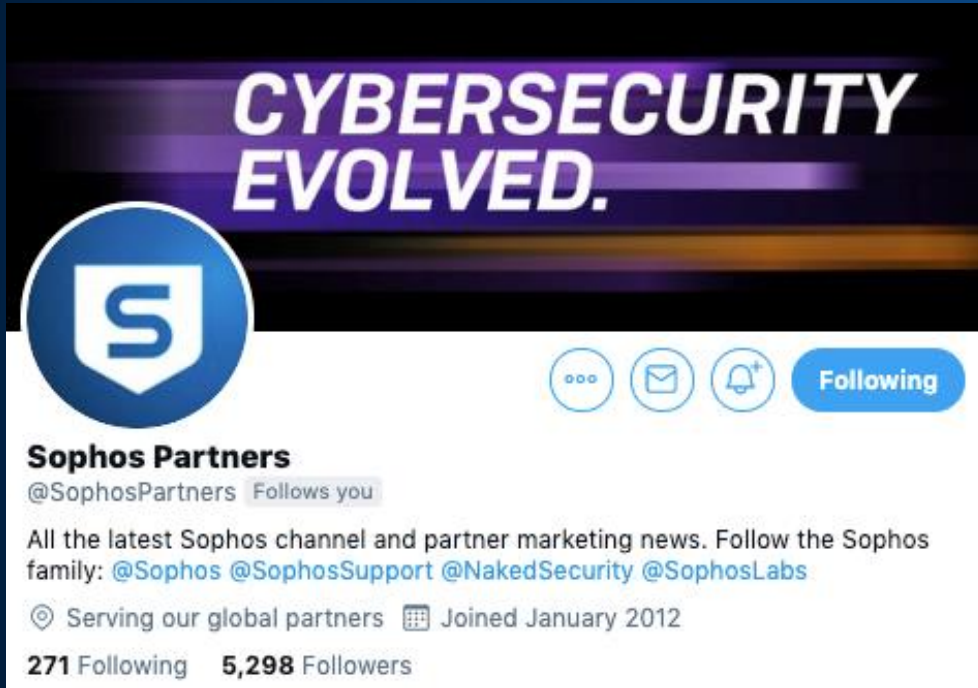 CYBERSECURITY
EVOLVED.
S
Following
Sophos Partners
@SophosPartners Follows you
All the latest Sophos channel and partner marketing news. Follow the Sophos
family: @Sophos @SophosSupport @NakedSecurity @SophosLabs
Serving our global partners Joined January 2012
271 Following 5,298 Followers